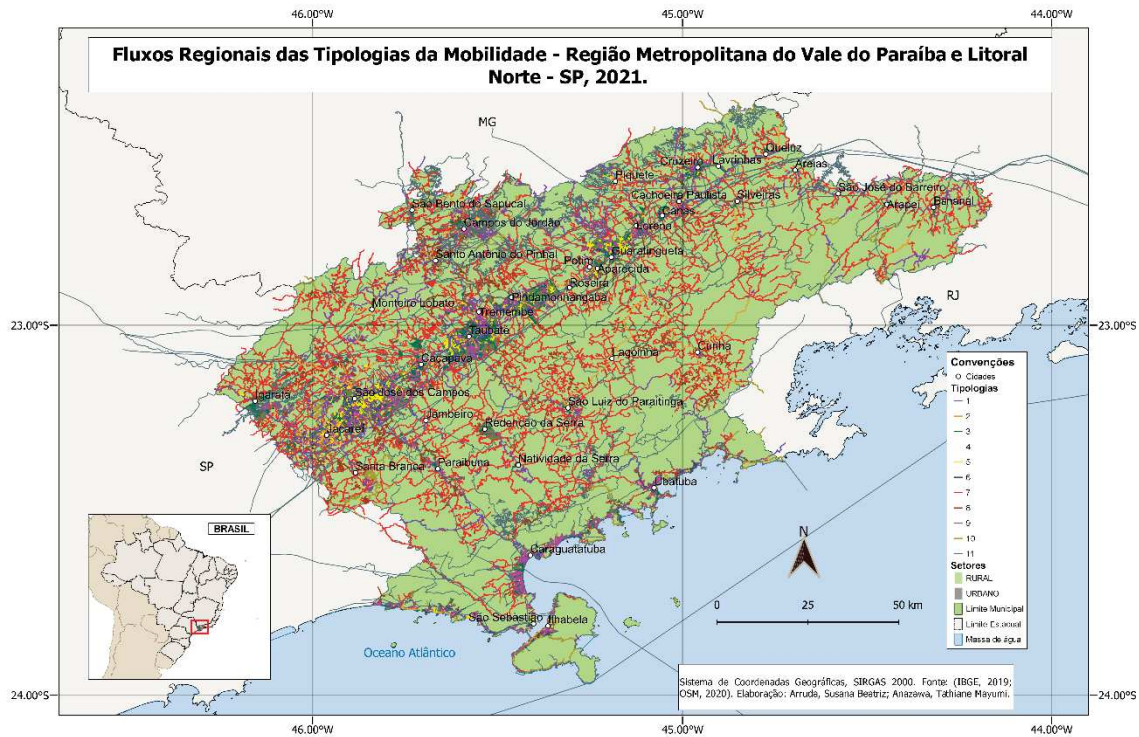 46.00°W
45.00°W
44.00°W
Fluxos Regionais das Tipologias da Mobilidade - Região Metropolitana do Vale do Paraíba e Litoral
Norte - SP, 2021.
MG
Queluz
Cruzeiro
Lavrinhas
Areias
Piquete
São José do Barreiro
Cachoeira Paulista
Silveiras
Arapeí
Bananal
São Bento do Sapucaí
Canas
Campos do Jordão
Lorena
Guaratinguetá
Santo Antônio do Pinhal
Potim
Aparecida
Roseira
RJ
Monteiro Lobato
Pindamonhangaba
Tremembé
23.00°S
23.00°S
Taubaté
Lagoinha
Cunha
Caçapava
Convenções
Cidades
Tipologias
Igaratá
São José dos Campos
1
São Luiz do Paraitinga
2
Jambeiro
3
Redenção da Serra
Jacareí
4
5
SP
Natividade da Serra
6
Santa Branca
Paraibuna
7
Ubatuba
8
9
BRASIL
N
10
Caraguatatuba
11
Setores
RURAL
URBANO
0
25
50 km
Limite Municipal
São Sebastião
Ilhabela
Limite Estadual
Massa de água
Oceano Atlântico
Sistema de Coordenadas Geográficas, SIRGAS 2000. Fonte: (IBGE, 2019;
OSM, 2020). Elaboração: Arruda, Susana Beatriz; Anazawa, Tathiane Mayumi.
24.00°S
24.00°S
46.00°W
45.00°W
44.00°W